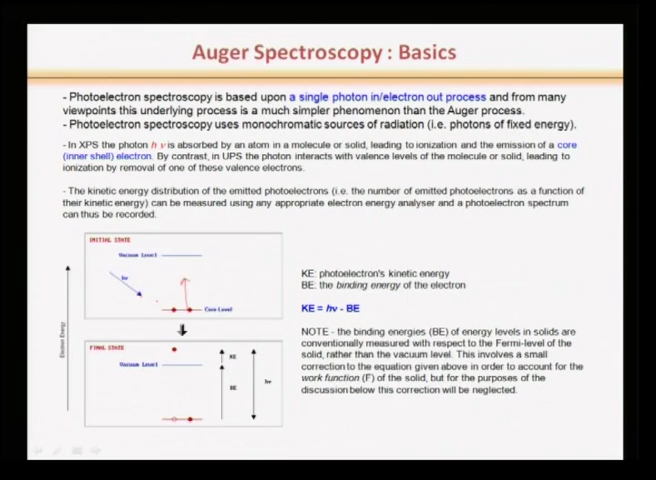 Auger Spectroscopy : Basics
- Photoelectron spectroscopy is based upon a single photon in/electron out process and from many
viewpoints this underlying process is a much simpler phenomenon than the Auger process.
- Photoelectron spectroscopy uses monochromatic sources of radiation (i.e. photons of fixed energy).
- In XPS the photon h ν is absorbed by an atom in a molecule or solid, leading to ionization and the emission of a core
(inner shell) electron. By contrast, in UPS the photon interacts with valence levels of the molecule or solid, leading to
ionization by removal of one of these valence electrons.
- The kinetic energy distribution of the emitted photoelectrons (i.e. the number of emitted photoelectrons as a function of
their kinetic energy) can be measured using any appropriate electron energy analyser and a photoelectron spectrum
can thus be recorded.
INITIAL STATE
Vacuum Level
hν
Core Level
Electron Energy
FINAL STATE
Vacuum Level
KE
BE
hν
KE: photoelectron's kinetic energy
BE: the binding energy of the electron
KE = hν - BE
NOTE - the binding energies (BE) of energy levels in solids are
conventionally measured with respect to the Fermi-level of the
solid, rather than the vacuum level. This involves a small
correction to the equation given above in order to account for the
work function (F) of the solid, but for the purposes of the
discussion below this correction will be neglected.